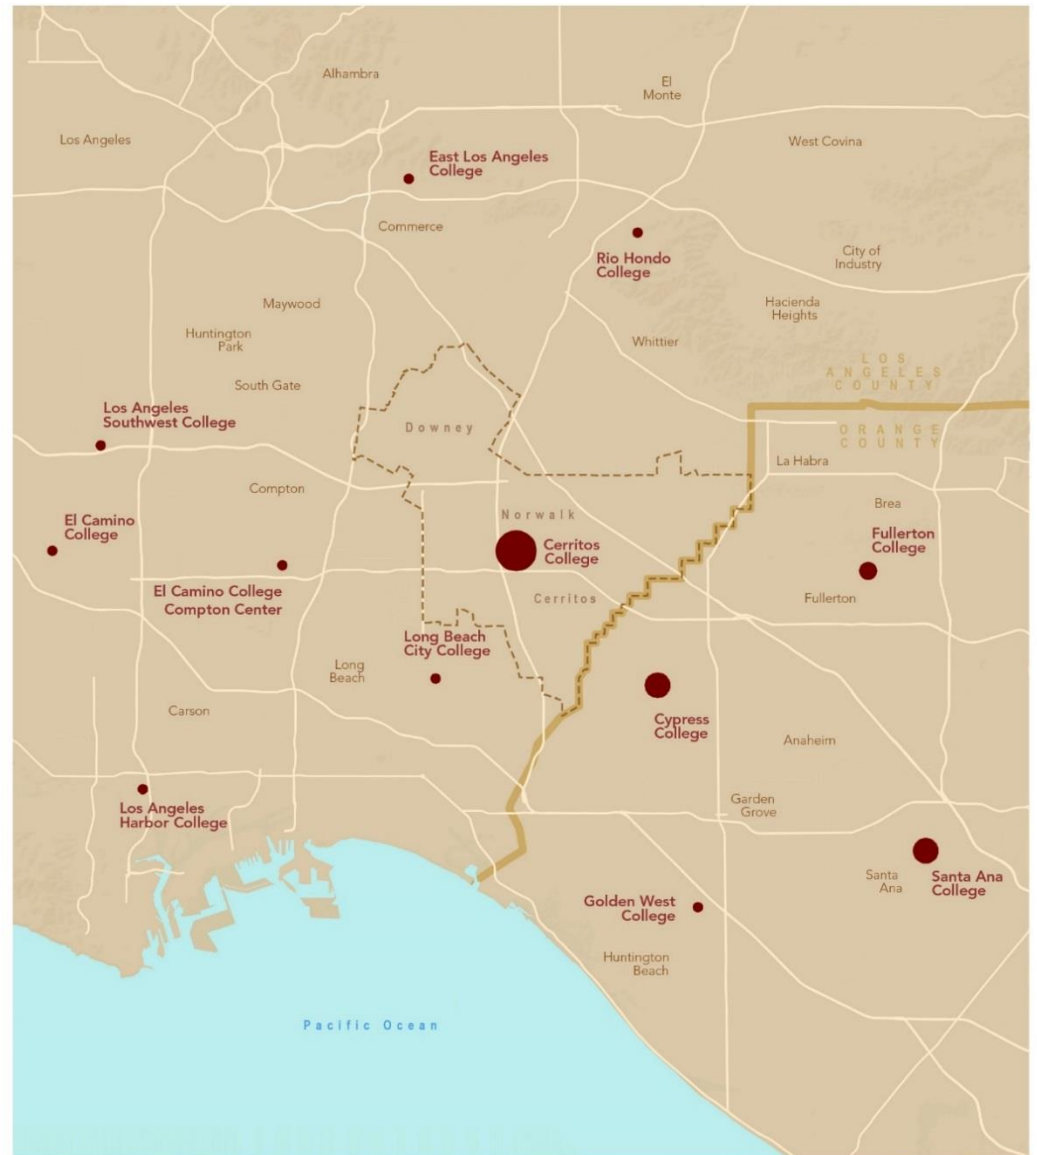 Alhambra
El
Monte
Los Angeles
West Covina
East Los Angeles
College
Commerce
Rio Hondo
College
City of
Industry
Maywood
Hacienda
Heights
Huntington
Park
Whittier
LOS
ANGELES
COUNTY
South Gate
Los Angeles
Southwest College
Downey
ORANGE
COUNTY
La Habra
Compton
Brea
El Camino
College
Norwalk
Cerritos
College
Fullerton
College
El Camino College
Compton Center
Cerritos
Fullerton
Long Beach
City College
Long
Beach
Carson
Cypress
College
Anaheim
Los Angeles
Harbor College
Garden
Grove
Santa
Ana
Santa Ana
College
Golden West
College
Huntington
Beach
Pacific Ocean